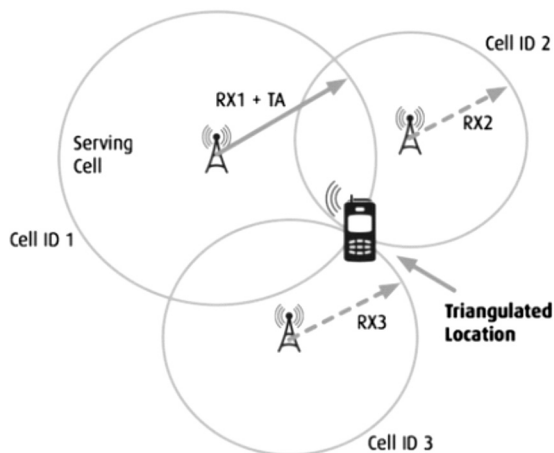 Cell ID 2
RX1 + TA
RX2
Serving
Cell
Cell ID 1
RX3
Triangulated
Location
Cell ID 3